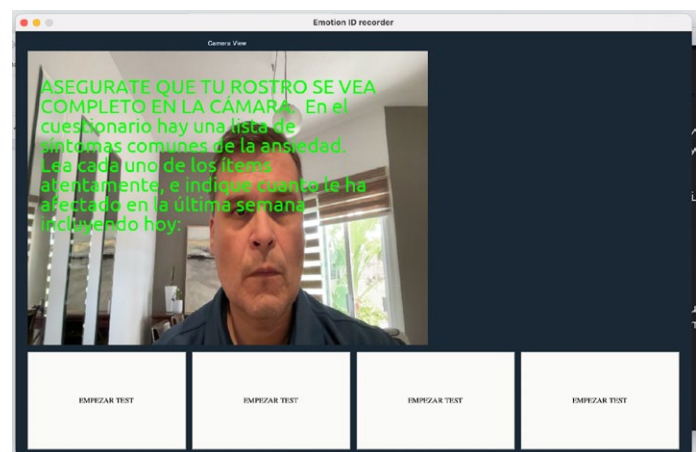 Emotion ID recorder
Camera View
ASEGURATE QUE TU ROSTRO SE VEA
COMPLETO EN LA CÁMARA. En el
cuestionario hay una lista de
síntomas comunes de la ansiedad.
Lea cada uno de los ítems
atentamente, e indique cuanto le ha
afectado en la última semana
incluyendo hoy:
EMPEZAR TEST
EMPEZAR TEST
EMPEZAR TEST
EMPEZAR TEST